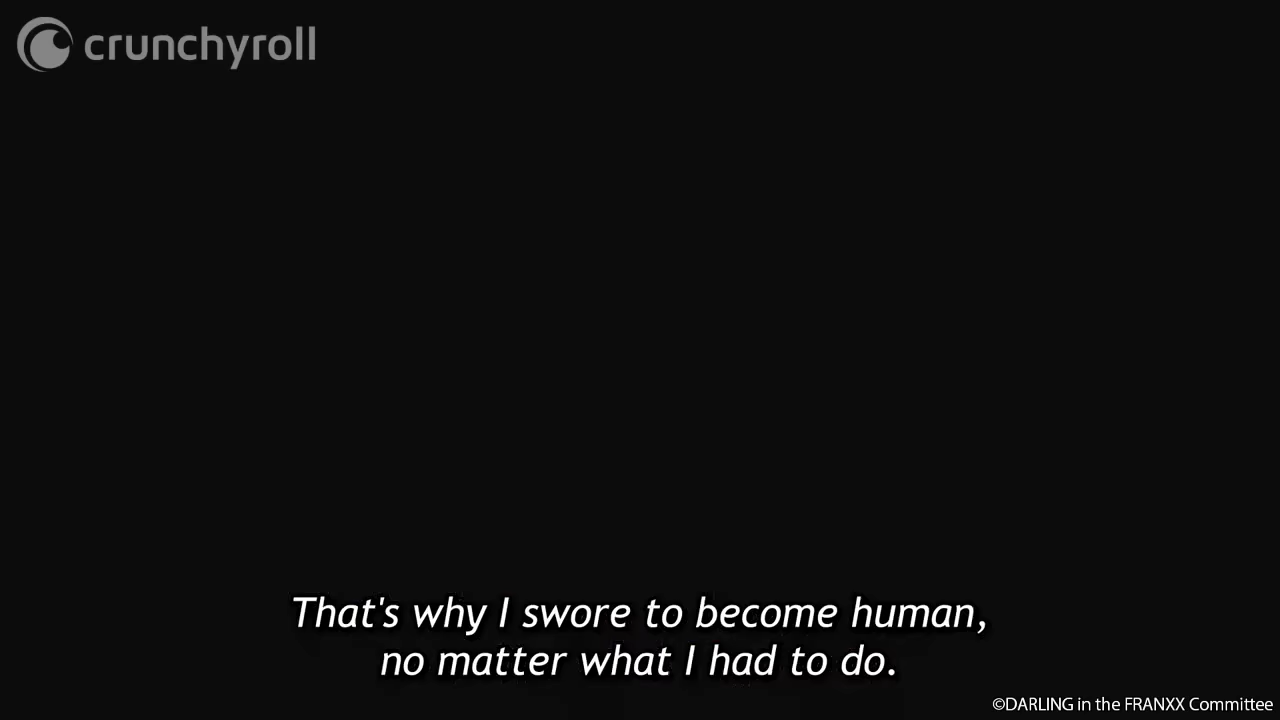 crunchyroll
That's why I swore to become human,
no matter what I had to do.
©DARLING in the FRANXX Committee